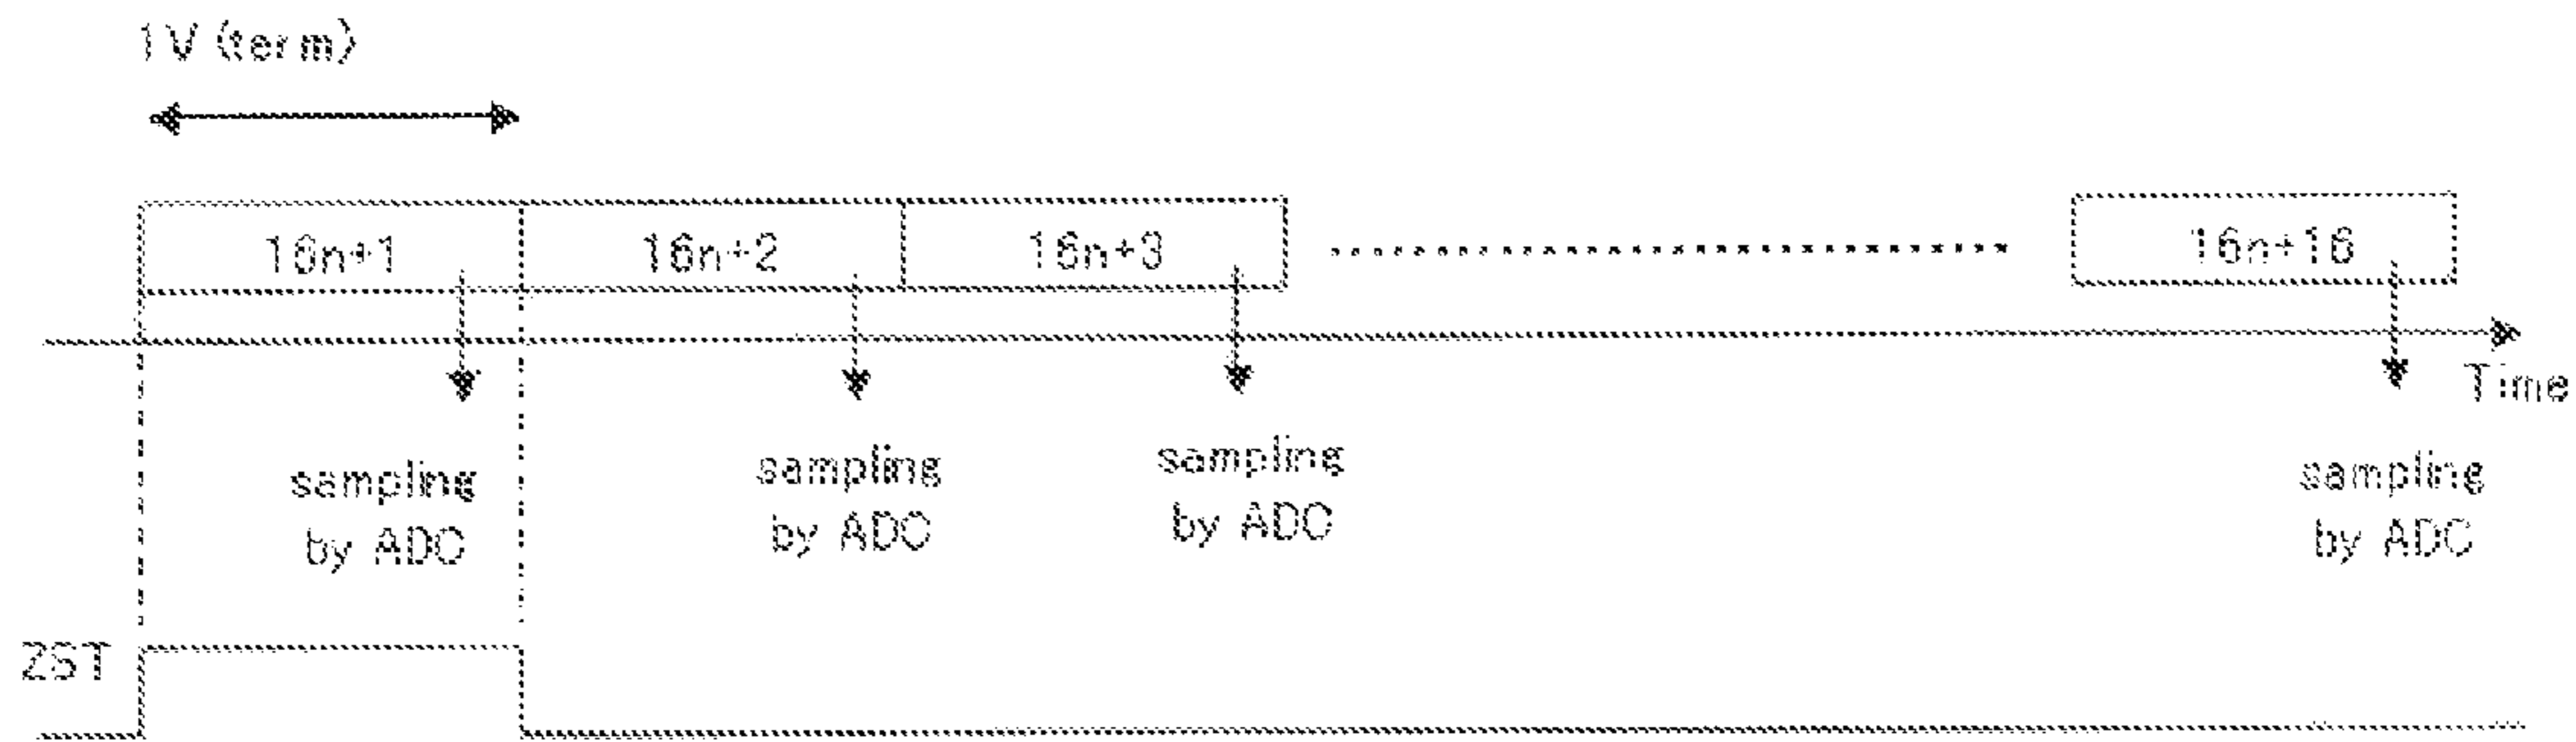 1V (term)
16n+1 16n+2 16n+3 16n+16
Time
sampling by ADC
sampling by ADC
sampling by ADC
sampling by ADC
ZST